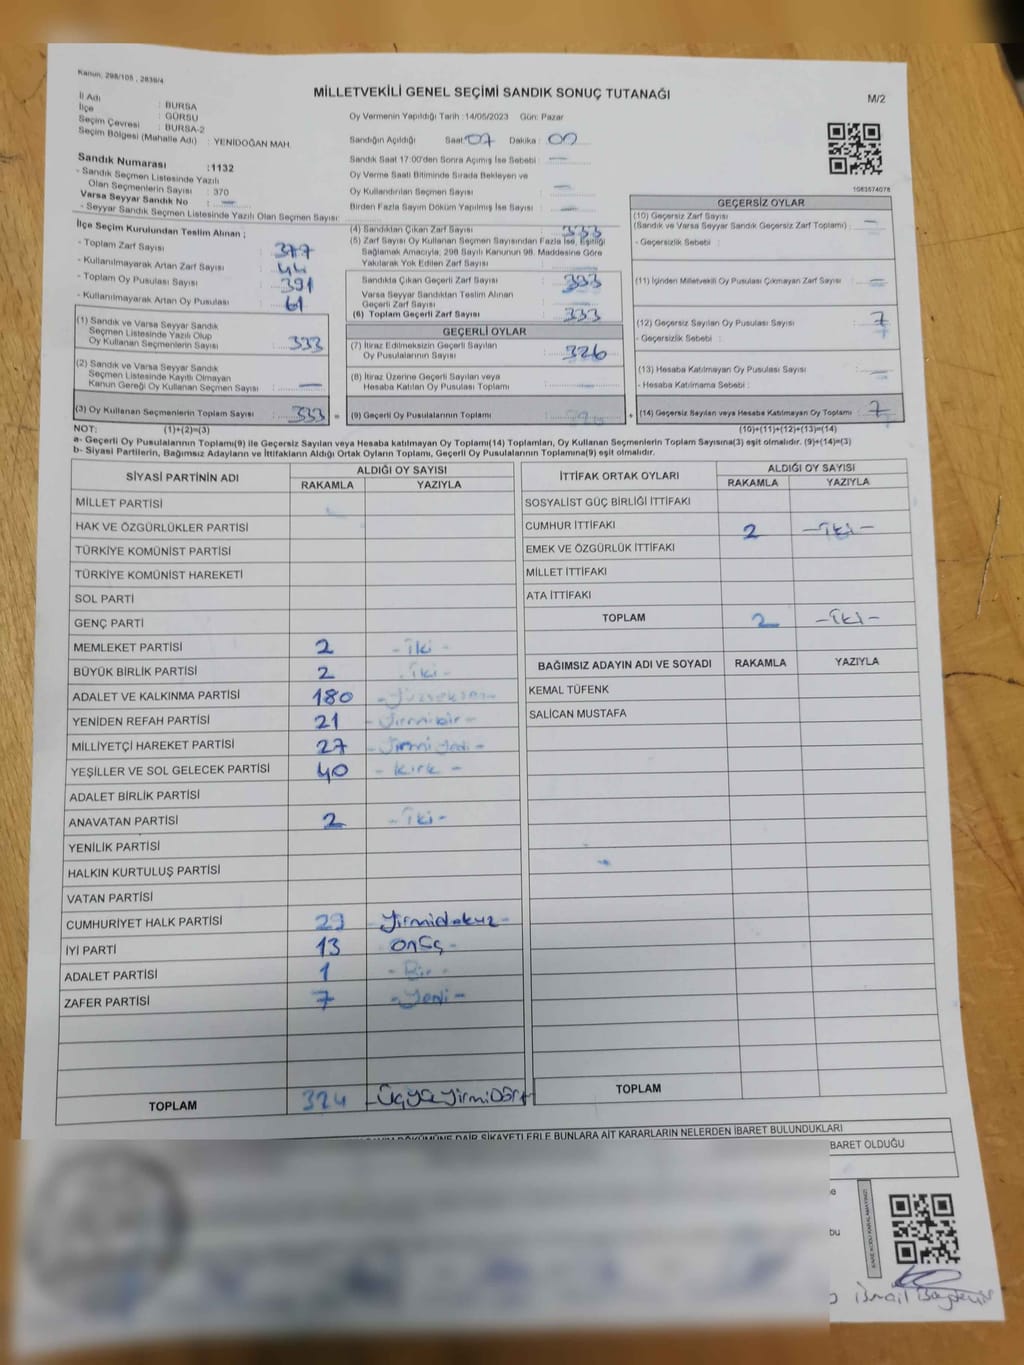 Kanun, 298/105 , 2839/4
MİLLETVEKİLİ GENEL SEÇİMİ SANDIK SONUÇ TUTANAĞI
M/2
İl Adı : BURSA
İlçe : GÜRSU
Seçim Çevresi : BURSA-2
Seçim Bölgesi (Mahalle Adı) : YENİDOĞAN MAH.
Oy Vermenin Yapıldığı Tarih : 14/05/2023 Gün: Pazar
Sandığın Açıldığı Saat : 07 Dakika : 00
Sandık Saat 17:00'den Sonra Açımış İse Sebebi : —
Oy Verme Saati Bitiminde Sırada Bekleyen ve
Oy Kullandırılan Seçmen Sayısı : —
Birden Fazla Sayım Döküm Yapılmış İse Sayısı : —
Sandık Numarası : 1132
- Sandık Seçmen Listesinde Yazılı
Olan Seçmenlerin Sayısı : 370
Varsa Seyyar Sandık No : —
- Seyyar Sandık Seçmen Listesinde Yazılı Olan Seçmen Sayısı:
1083574078
İlçe Seçim Kurulundan Teslim Alınan ;
- Toplam Zarf Sayısı : 377
- Kullanılmayarak Artan Zarf Sayısı : 44
- Toplam Oy Pusulası Sayısı : 391
- Kullanılmayarak Artan Oy Pusulası : 61
(1) Sandık ve Varsa Seyyar Sandık
Seçmen Listesinde Yazılı Olup
Oy Kullanan Seçmenlerin Sayısı : 333
(2) Sandık ve Varsa Seyyar Sandık
Seçmen Listesinde Kayıtlı Olmayan
Kanun Gereği Oy Kullanan Seçmen Sayısı : —
(3) Oy Kullanan Seçmenlerin Toplam Sayısı : 333 =
(4) Sandıktan Çıkan Zarf Sayısı : 333
(5) Zarf Sayısı Oy Kullanan Seçmen Sayısından Fazla İse, Eşitliği
Sağlamak Amacıyla, 298 Sayılı Kanunun 98. Maddesine Göre
Yakılarak Yok Edilen Zarf Sayısı : —
Sandıkta Çıkan Geçerli Zarf Sayısı : 333
Varsa Seyyar Sandıktan Teslim Alınan
Geçerli Zarf Sayısı : —
(6) Toplam Geçerli Zarf Sayısı : 333
GEÇERLİ OYLAR
(7) İtiraz Edilmeksizin Geçerli Sayılan
Oy Pusulalarının Sayısı : 326
(8) İtiraz Üzerine Geçerli Sayılan veya
Hesaba Katılan Oy Pusulası Toplamı : —
(9) Geçerli Oy Pusulalarının Toplamı : 326 +
GEÇERSİZ OYLAR
(10) Geçersiz Zarf Sayısı
(Sandık ve Varsa Seyyar Sandık Geçersiz Zarf Toplamı) : —
- Geçersizlik Sebebi :
(11) İçinden Milletvekili Oy Pusulası Çıkmayan Zarf Sayısı : —
(12) Geçersiz Sayılan Oy Pusulası Sayısı : 7
- Geçersizlik Sebebi :
(13) Hesaba Katılmayan Oy Pusulası Sayısı : —
- Hesaba Katılmama Sebebi :
(14) Geçersiz Sayılan veya Hesaba Katılmayan Oy Toplamı : 7
NOT: (1)+(2)=(3) (10)+(11)+(12)+(13)=(14)
a- Geçerli Oy Pusulalarının Toplamı(9) ile Geçersiz Sayılan veya Hesaba katılmayan Oy Toplamı(14) Toplamları, Oy Kullanan Seçmenlerin Toplam Sayısına(3) eşit olmalıdır. (9)+(14)=(3)
b- Siyasi Partilerin, Bağımsız Adayların ve İttifakların Aldığı Ortak Oyların Toplamı, Geçerli Oy Pusulalarının Toplamına(9) eşit olmalıdır.
SİYASİ PARTİNİN ADI ALDIĞI OY SAYISI
RAKAMLA YAZIYLA
MİLLET PARTİSİ
HAK VE ÖZGÜRLÜKLER PARTİSİ
TÜRKİYE KOMÜNİST PARTİSİ
TÜRKİYE KOMÜNİST HAREKETİ
SOL PARTİ
GENÇ PARTİ
MEMLEKET PARTİSİ 2 -iki-
BÜYÜK BİRLİK PARTİSİ 2 iki-
ADALET VE KALKINMA PARTİSİ 180 -Yüzseksen-
YENİDEN REFAH PARTİSİ 21 -Yirmibir-
MİLLİYETÇİ HAREKET PARTİSİ 27 -Yirmiyedi-
YEŞİLLER VE SOL GELECEK PARTİSİ 40 -Kırk-
ADALET BİRLİK PARTİSİ
ANAVATAN PARTİSİ 2 -iki-
YENİLİK PARTİSİ
HALKIN KURTULUŞ PARTİSİ
VATAN PARTİSİ
CUMHURİYET HALK PARTİSİ 29 Yirmidokuz-
İYİ PARTİ 13 onüç-
ADALET PARTİSİ 1 -Bir-
ZAFER PARTİSİ 7 -Yedi-
TOPLAM 324 -ÜçyüzyirmiDört
İTTİFAK ORTAK OYLARI ALDIĞI OY SAYISI
RAKAMLA YAZIYLA
SOSYALİST GÜÇ BİRLİĞİ İTTİFAKI
CUMHUR İTTİFAKI 2 -iki-
EMEK VE ÖZGÜRLÜK İTTİFAKI
MİLLET İTTİFAKI
ATA İTTİFAKI
TOPLAM 2 -iki-
BAĞIMSIZ ADAYIN ADI VE SOYADI RAKAMLA YAZIYLA
KEMAL TÜFENK
SALİCAN MUSTAFA
TOPLAM
DÖKÜMÜNE DAİR ŞİKAYETLERLE BUNLARA AİT KARARLARIN NELERDEN İBARET BULUNDUKLARI
BARET OLDUĞU
bu
İsmail